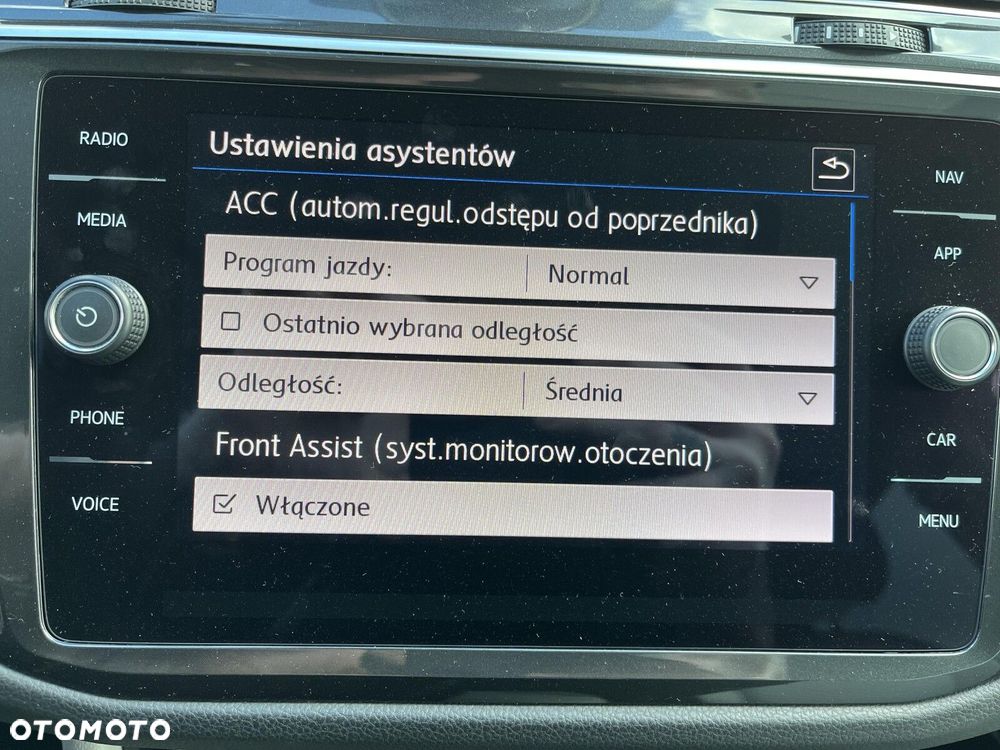 RADIO
MEDIA
PHONE
VOICE
Ustawienia asystentów
ACC (autom.regul.odstępu od poprzednika)
Program jazdy: Normal
Ostatnio wybrana odległość
Odległość: Średnia
Front Assist (syst.monitorow.otoczenia)
Włączone
NAV
APP
CAR
MENU
OTOMOTO